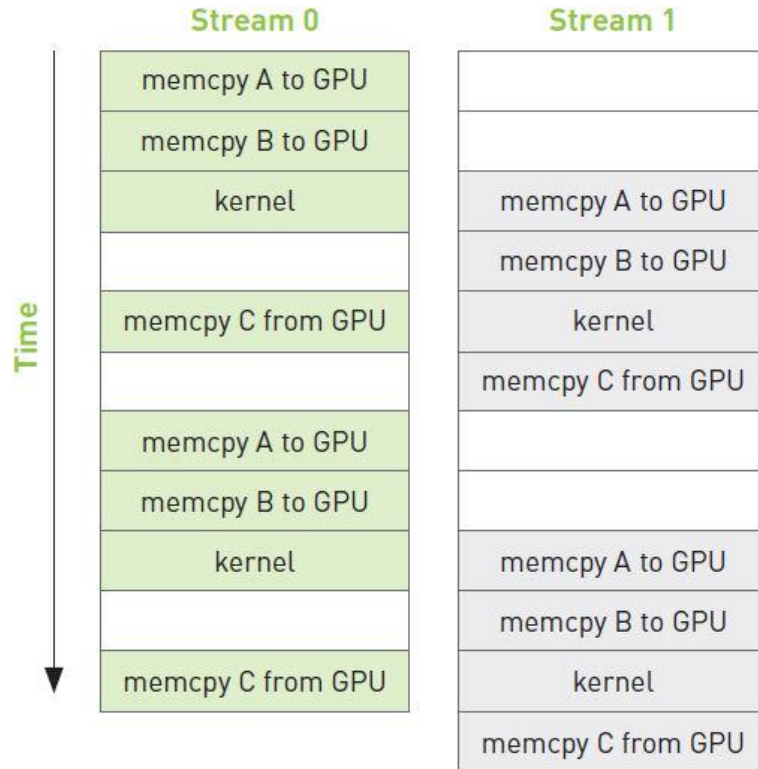 Stream 0
Stream 1
Time
memcpy A to GPU
memcpy B to GPU
kernel
memcpy C from GPU
memcpy A to GPU
memcpy B to GPU
kernel
memcpy C from GPU
memcpy A to GPU
memcpy B to GPU
kernel
memcpy C from GPU
memcpy A to GPU
memcpy B to GPU
kernel
memcpy C from GPU